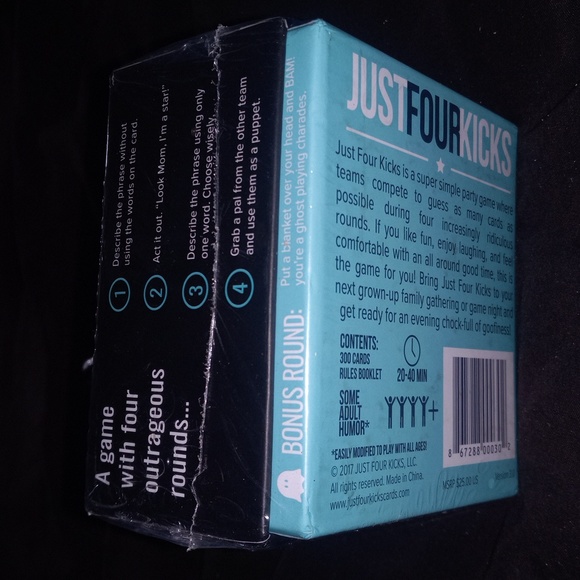 A game
with four
outrageous
rounds...
1 Describe the phrase without
using the words on the card.
2 Act it out. "Look Mom, I'm a star!"
3 Describe the phrase using only
one word. Choose wisely.
4 Grab a pal from the other team
and use them as a puppet.
BONUS ROUND: Put a blanket over your head and BAM!
you're a ghost playing charades.
JUSTFOURKICKS
Just Four Kicks is a super simple party game where
teams compete to guess as many cards as
possible during four increasingly ridiculous
rounds. If you like fun, enjoy laughing, and feel
comfortable with an all around good time, this is
the game for you! Bring Just Four Kicks to your
next grown-up family gathering or game night and
get ready for an evening chock-full of goofiness!
CONTENTS:
300 CARDS
RULES BOOKLET
20-40 MIN
SOME
ADULT
HUMOR*
+
*EASILY MODIFIED TO PLAY WITH ALL AGES!
© 2017 JUST FOUR KICKS, LLC.
All rights reserved. Made in China.
www.justfourkickscards.com
8 67288 00030 2
MSRP $25.00 US